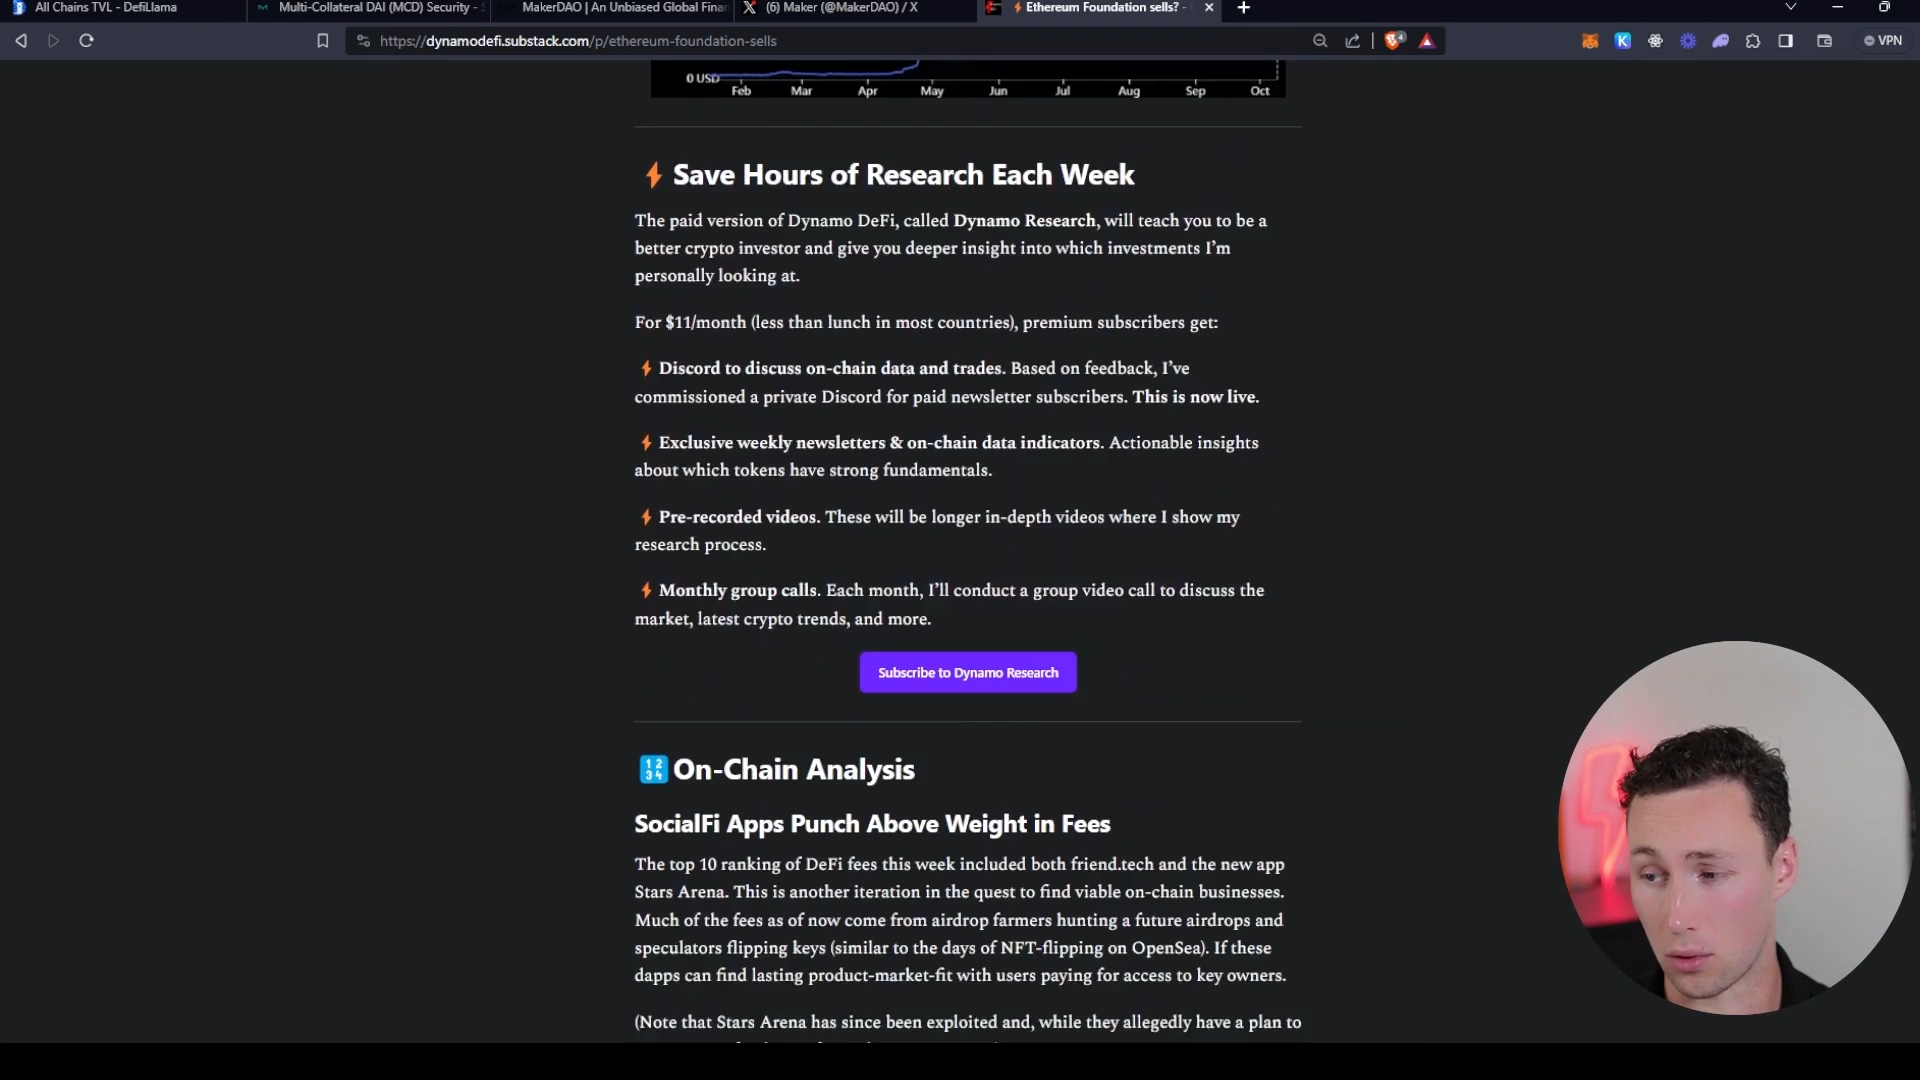 All Chains TVL - DefiLlama
Multi-Collateral DAI (MCD) Security -
MakerDAO | An Unbiased Global Finan
(6) Maker (@MakerDAO) / X
⚡Ethereum Foundation sells? -
https://dynamodefi.substack.com/p/ethereum-foundation-sells
4
VPN
0 USD
Feb Mar Apr May Jun Jul Aug Sep Oct
⚡ Save Hours of Research Each Week
The paid version of Dynamo DeFi, called Dynamo Research, will teach you to be a
better crypto investor and give you deeper insight into which investments I’m
personally looking at.
For $11/month (less than lunch in most countries), premium subscribers get:
⚡ Discord to discuss on-chain data and trades. Based on feedback, I’ve
commissioned a private Discord for paid newsletter subscribers. This is now live.
⚡ Exclusive weekly newsletters & on-chain data indicators. Actionable insights
about which tokens have strong fundamentals.
⚡ Pre-recorded videos. These will be longer in-depth videos where I show my
research process.
⚡ Monthly group calls. Each month, I’ll conduct a group video call to discuss the
market, latest crypto trends, and more.
Subscribe to Dynamo Research
🔢 On-Chain Analysis
SocialFi Apps Punch Above Weight in Fees
The top 10 ranking of DeFi fees this week included both friend.tech and the new app
Stars Arena. This is another iteration in the quest to find viable on-chain businesses.
Much of the fees as of now come from airdrop farmers hunting a future airdrops and
speculators flipping keys (similar to the days of NFT-flipping on OpenSea). If these
dapps can find lasting product-market-fit with users paying for access to key owners.
(Note that Stars Arena has since been exploited and, while they allegedly have a plan to